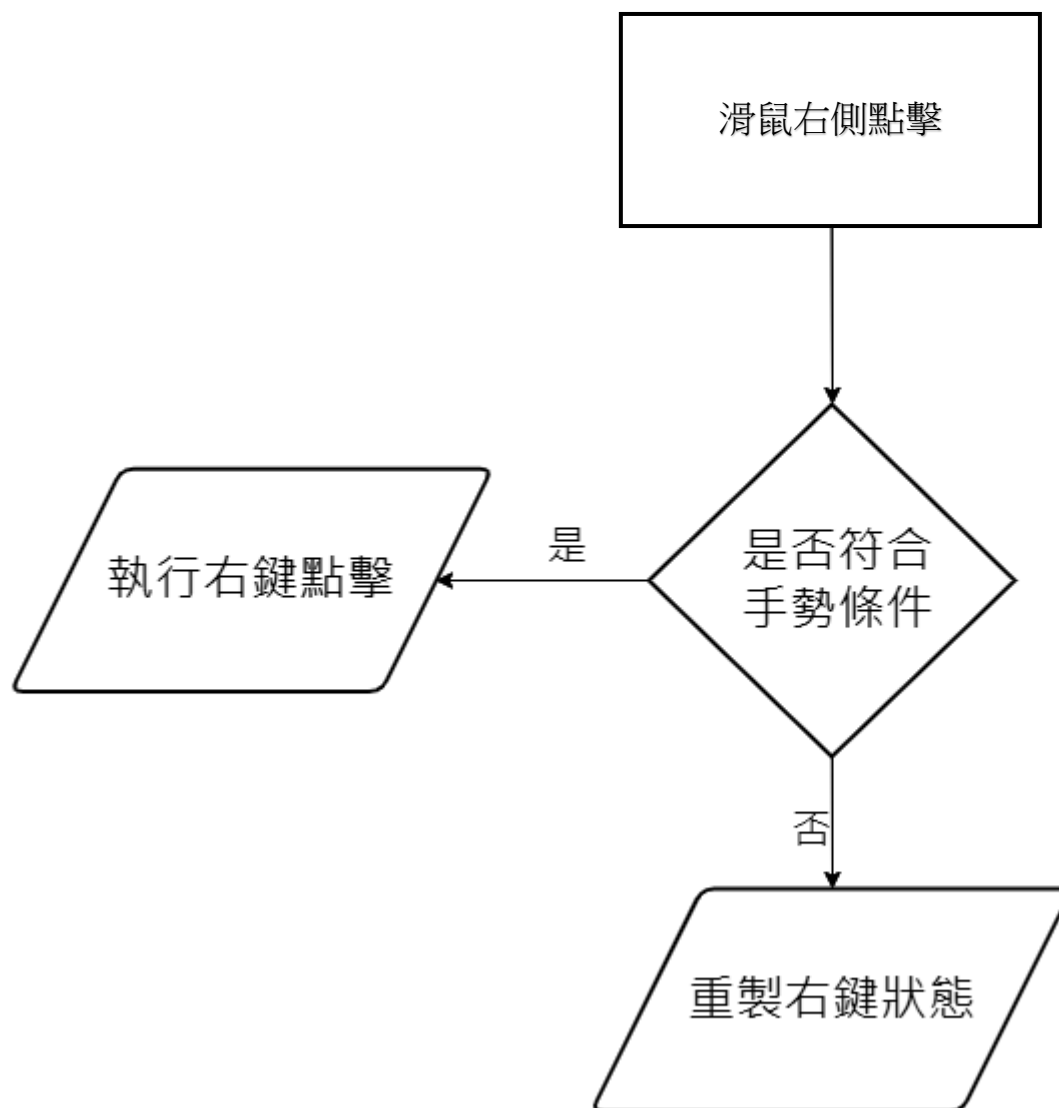 滑鼠右側點擊
是否符合
手勢條件
是
執行右鍵點擊
否
重製右鍵狀態